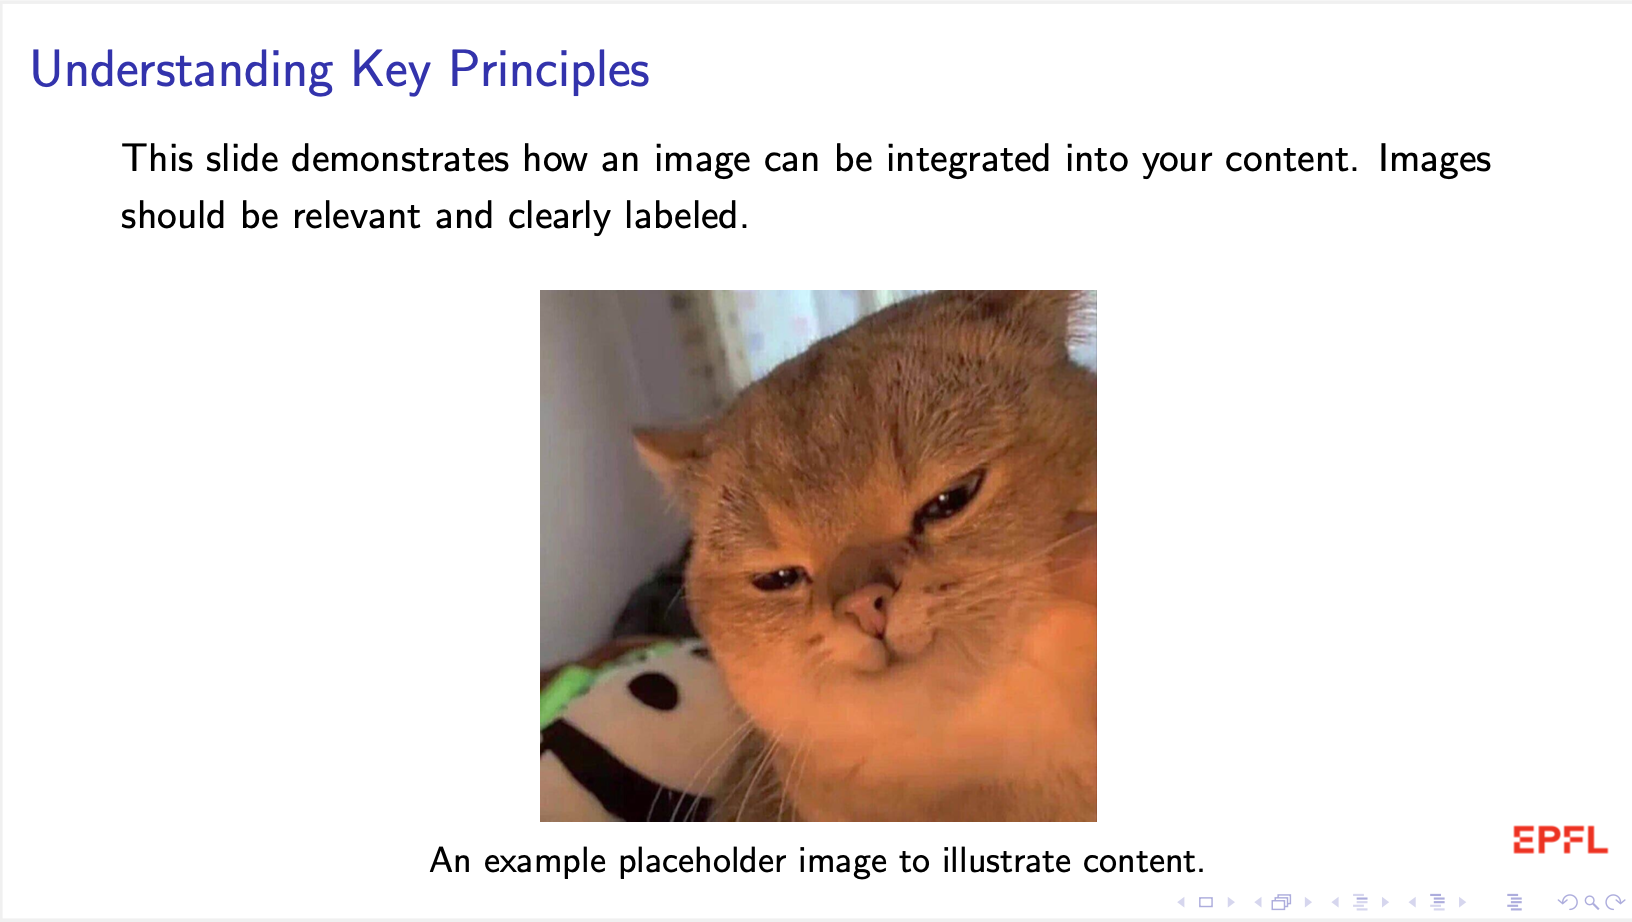 Understanding Key Principles
This slide demonstrates how an image can be integrated into your content. Images
should be relevant and clearly labeled.
An example placeholder image to illustrate content.
EPFL